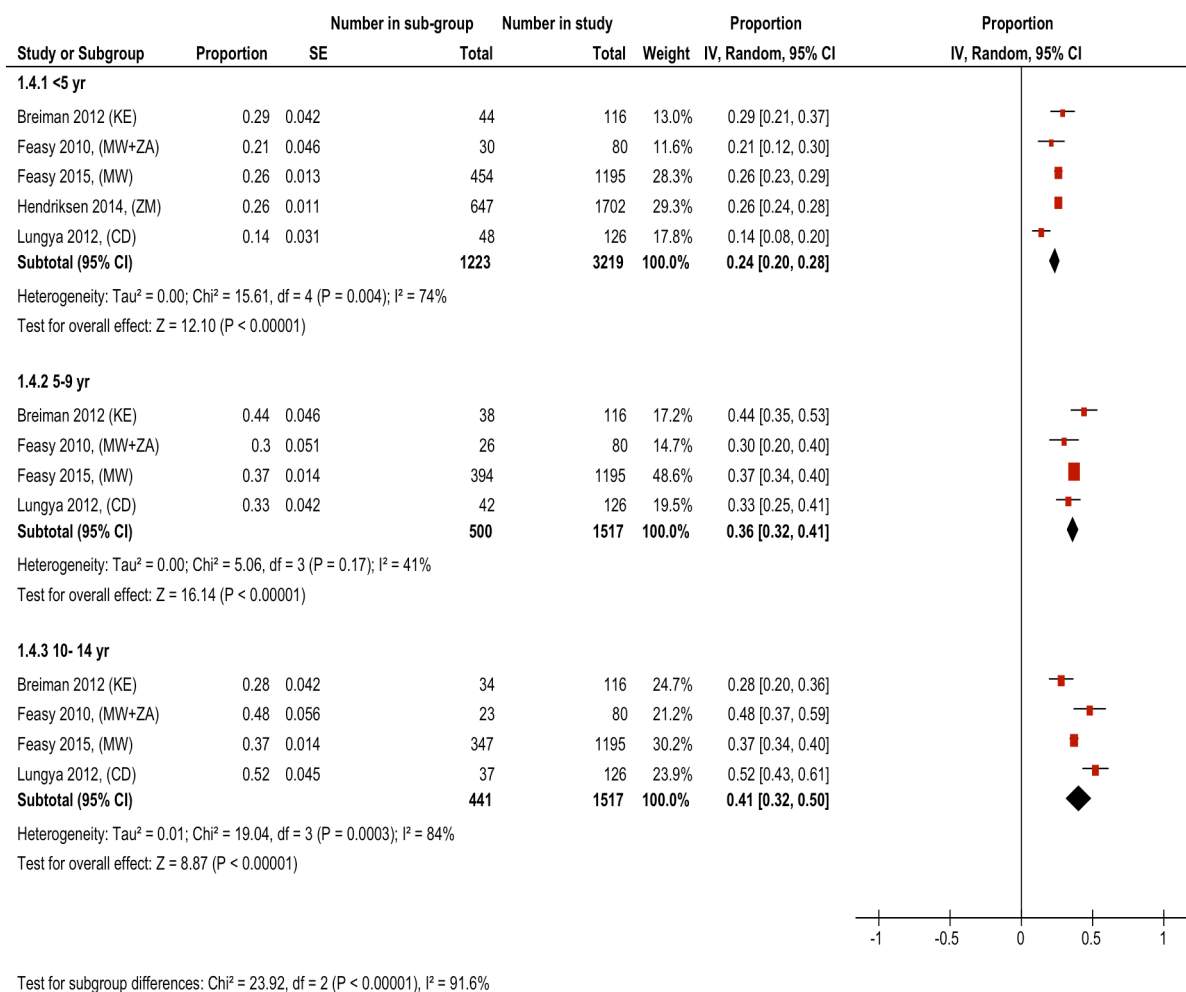 Number in sub-group Number in study Proportion Proportion
Study or Subgroup Proportion SE Total Total Weight IV, Random, 95% CI IV, Random, 95% CI
1.4.1 <5 yr
Breiman 2012 (KE) 0.29 0.042 44 116 13.0% 0.29 [0.21, 0.37]
Feasy 2010, (MW+ZA) 0.21 0.046 30 80 11.6% 0.21 [0.12, 0.30]
Feasy 2015, (MW) 0.26 0.013 454 1195 28.3% 0.26 [0.23, 0.29]
Hendriksen 2014, (ZM) 0.26 0.011 647 1702 29.3% 0.26 [0.24, 0.28]
Lungya 2012, (CD) 0.14 0.031 48 126 17.8% 0.14 [0.08, 0.20]
Subtotal (95% CI) 1223 3219 100.0% 0.24 [0.20, 0.28]
Heterogeneity: Tau² = 0.00; Chi² = 15.61, df = 4 (P = 0.004); I² = 74%
Test for overall effect: Z = 12.10 (P < 0.00001)
1.4.2 5-9 yr
Breiman 2012 (KE) 0.44 0.046 38 116 17.2% 0.44 [0.35, 0.53]
Feasy 2010, (MW+ZA) 0.3 0.051 26 80 14.7% 0.30 [0.20, 0.40]
Feasy 2015, (MW) 0.37 0.014 394 1195 48.6% 0.37 [0.34, 0.40]
Lungya 2012, (CD) 0.33 0.042 42 126 19.5% 0.33 [0.25, 0.41]
Subtotal (95% CI) 500 1517 100.0% 0.36 [0.32, 0.41]
Heterogeneity: Tau² = 0.00; Chi² = 5.06, df = 3 (P = 0.17); I² = 41%
Test for overall effect: Z = 16.14 (P < 0.00001)
1.4.3 10- 14 yr
Breiman 2012 (KE) 0.28 0.042 34 116 24.7% 0.28 [0.20, 0.36]
Feasy 2010, (MW+ZA) 0.48 0.056 23 80 21.2% 0.48 [0.37, 0.59]
Feasy 2015, (MW) 0.37 0.014 347 1195 30.2% 0.37 [0.34, 0.40]
Lungya 2012, (CD) 0.52 0.045 37 126 23.9% 0.52 [0.43, 0.61]
Subtotal (95% CI) 441 1517 100.0% 0.41 [0.32, 0.50]
Heterogeneity: Tau² = 0.01; Chi² = 19.04, df = 3 (P = 0.0003); I² = 84%
Test for overall effect: Z = 8.87 (P < 0.00001)
-1 -0.5 0 0.5 1
Test for subgroup differences: Chi² = 23.92, df = 2 (P < 0.00001), I² = 91.6%